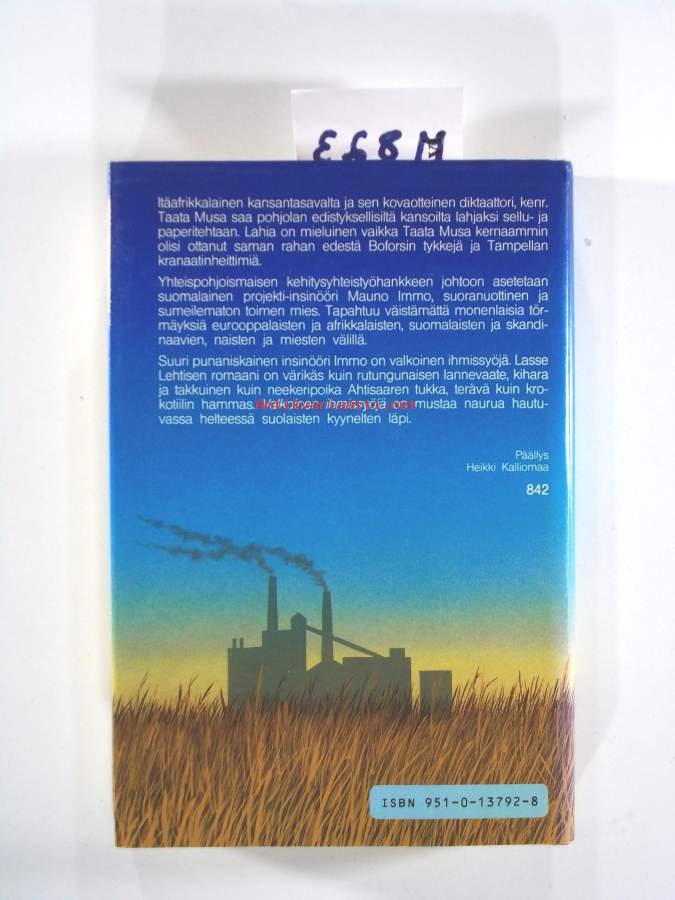 Itäafrikkalainen kansantasavalta ja sen kovaotteinen diktaattori, kenr.
Taata Musa saa pohjolan edistyksellisiltä kansoilta lahjaksi sellu- ja
paperitehtaan. Lahja on mieluinen vaikka Taata Musa kernaammin
olisi ottanut saman rahan edestä Boforsin tykkejä ja Tampellan
kranaatinheittimiä.
Yhteispohjoismaisen kehitysyhteistyöhankkeen johtoon asetetaan
suomalainen projekti-insinööri Mauno Immo, suoranuottinen ja
sumeilematon toimen mies. Tapahtuu väistämättä monenlaisia tör-
mäyksiä eurooppalaisten ja afrikkalaisten, suomalaisten ja skandi-
naavien, naisten ja miesten välillä.
Suuri punaniskainen insinööri Immo on valkoinen ihmissyöjä. Lasse
Lehtisen romaani on värikäs kuin rutungunaisen lannevaate, kihara
ja takkuinen kuin neekeripoika Ahtisaaren tukka, terävä kuin kro-
kotiilin hammas. Valkoinen ihmissyöjä on mustaa naurua hautu-
vassa helteessä suolaisten kyynelten läpi.
Päällys
Heikki Kalliomaa
842
ISBN 951-0-13792-8